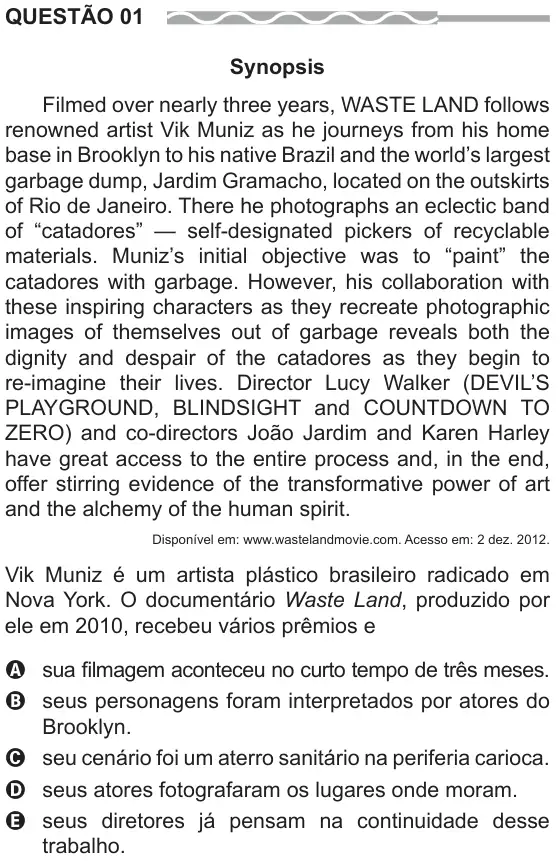 QUESTÃO 01
Synopsis
Filmed over nearly three years, WASTE LAND follows
renowned artist Vik Muniz as he journeys from his home
base in Brooklyn to his native Brazil and the world's largest
garbage dump, Jardim Gramacho, located on the outskirts
of Rio de Janeiro. There he photographs an eclectic band
of “catadores” — self-designated pickers of recyclable
materials. Muniz's initial objective was to “paint” the
catadores with garbage. However, his collaboration with
these inspiring characters as they recreate photographic
images of themselves out of garbage reveals both the
dignity and despair of the catadores as they begin to
re-imagine their lives. Director Lucy Walker (DEVIL'S
PLAYGROUND, BLINDSIGHT and COUNTDOWN TO
ZERO) and co-directors João Jardim and Karen Harley
have great access to the entire process and, in the end,
offer stirring evidence of the transformative power of art
and the alchemy of the human spirit.
Disponível em: www.wastelandmovie.com. Acesso em: 2 dez. 2012.
Vik Muniz é um artista plástico brasileiro radicado em
Nova York. O documentário Waste Land, produzido por
ele em 2010, recebeu vários prêmios e
A sua filmagem aconteceu no curto tempo de três meses.
B seus personagens foram interpretados por atores do
Brooklyn.
C seu cenário foi um aterro sanitário na periferia carioca.
D seus atores fotografaram os lugares onde moram.
E seus diretores já pensam na continuidade desse
trabalho.